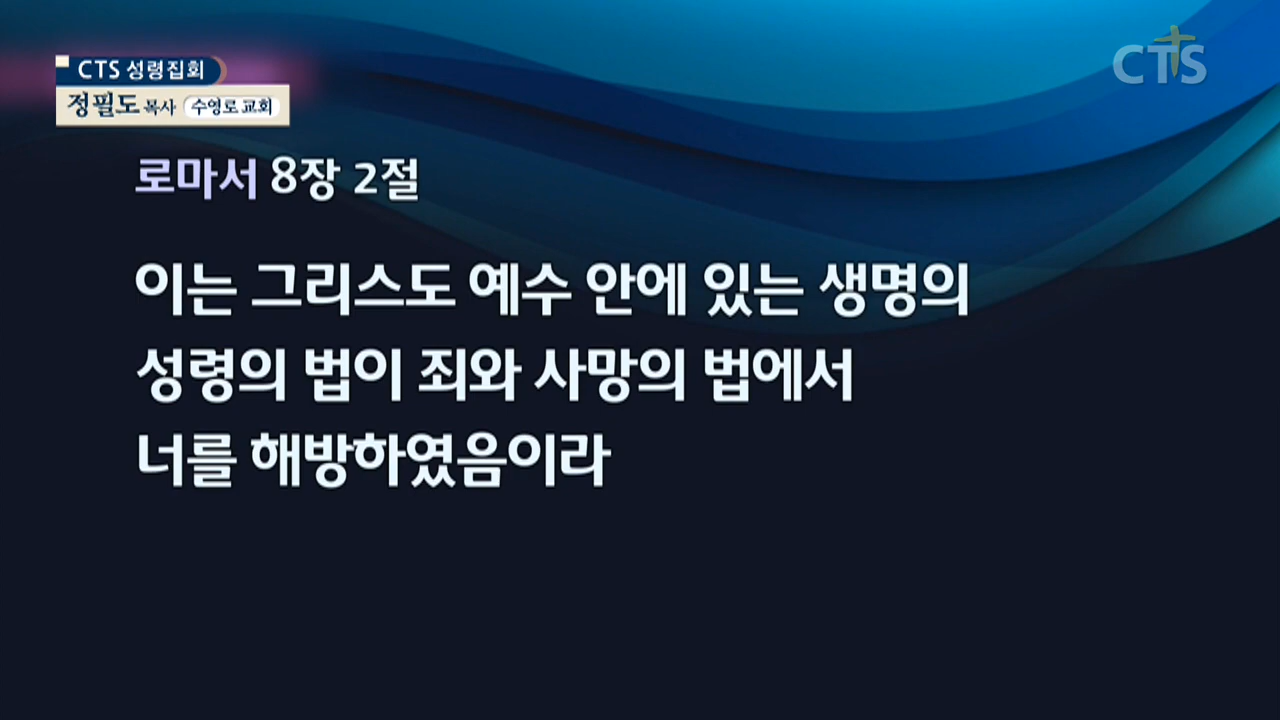 CTS 성령집회
CTS
정필도 목사 수영로교회
로마서 8장 2절
이는 그리스도 예수 안에 있는 생명의
성령의 법이 죄와 사망의 법에서
너를 해방하였음이라